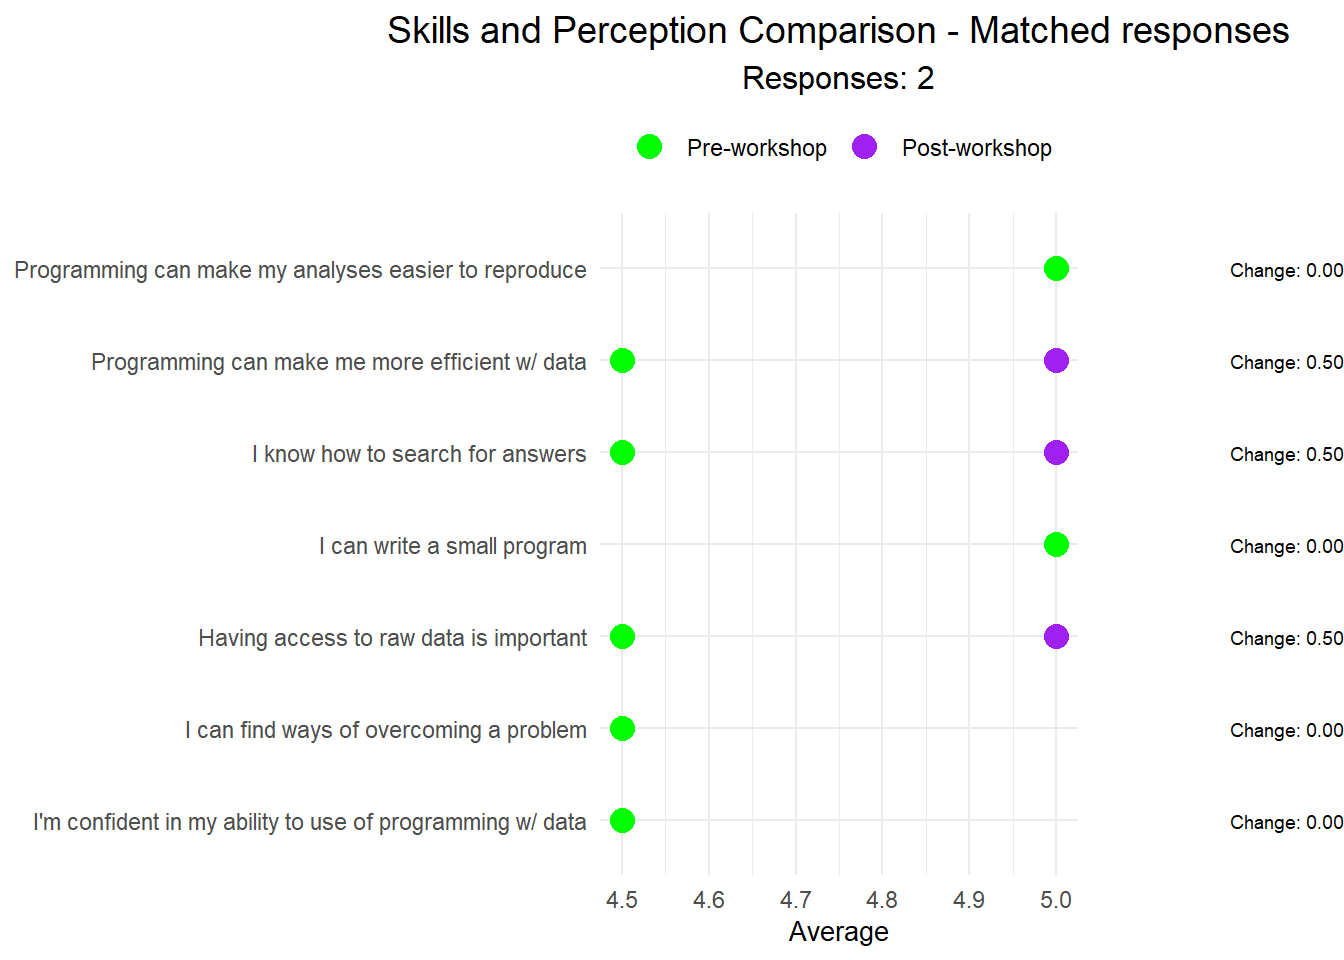 Skills and Perception Comparison - Matched responses
Responses: 2
Pre-workshop Post-workshop
Programming can make my analyses easier to reproduce Change: 0.00
Programming can make me more efficient w/ data Change: 0.50
I know how to search for answers Change: 0.50
I can write a small program Change: 0.00
Having access to raw data is important Change: 0.50
I can find ways of overcoming a problem Change: 0.00
I'm confident in my ability to use of programming w/ data Change: 0.00
4.5 4.6 4.7 4.8 4.9 5.0
Average